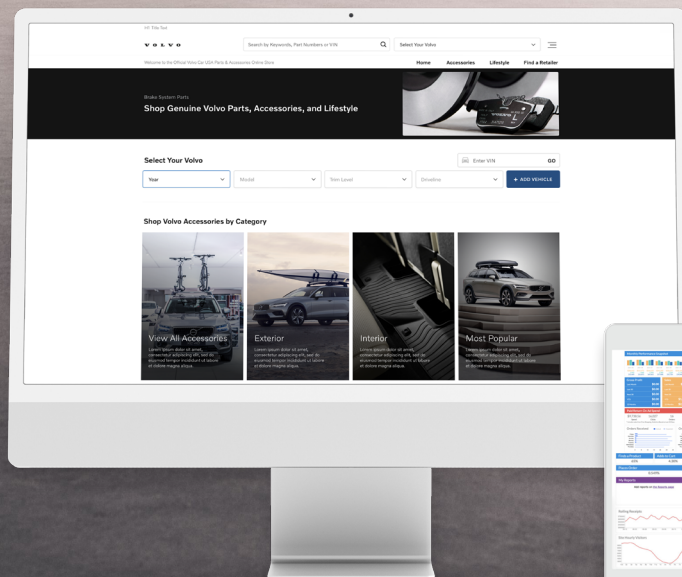 VOLVO
Search by Keywords, Part Numbers or VIN
Select Your Volvo
Welcome to the Official Volvo Car USA Parts & Accessories Online Store
Home Accessories Lifestyle Find a Retailer
Brake System Parts
Shop Genuine Volvo Parts, Accessories, and Lifestyle
Select Your Volvo
Enter VIN GO
Year Model Trim Level Driveline + ADD VEHICLE
Shop Volvo Accessories by Category
View All Accessories
Lorem ipsum dolor sit amet,
consectetur adipiscing elit, sed do
eiusmod tempor incididunt ut labore
et dolore magna aliqua.
Exterior
Lorem ipsum dolor sit amet,
consectetur adipiscing elit, sed do
eiusmod tempor incididunt ut labore
et dolore magna aliqua.
Interior
Lorem ipsum dolor sit amet,
consectetur adipiscing elit, sed do
eiusmod tempor incididunt ut labore
et dolore magna aliqua.
Most Popular
Lorem ipsum dolor sit amet,
consectetur adipiscing elit, sed do
eiusmod tempor incididunt ut labore
et dolore magna aliqua.
My Reports
Rolling Receipts
Site Hourly Visitors